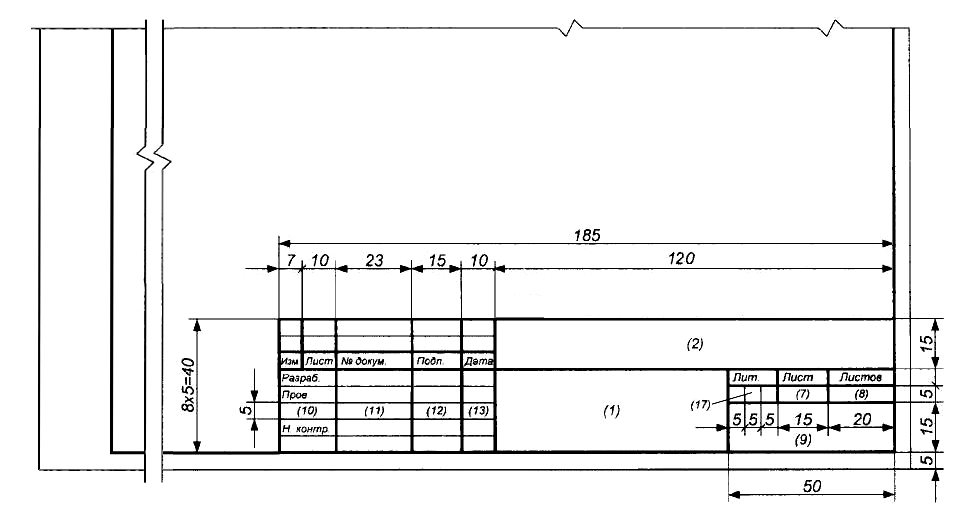 185
7 10 23 15 10 120
(2)
15
Изм Лист № докум. Подп. Дата
Разраб. Лит. Лист Листов
8x5=40
Пров (7) (8) 5
5 (10) (11) (12) (13) (1) (17)
5 5 5 15 20 15
Н контр. (9)
5
50